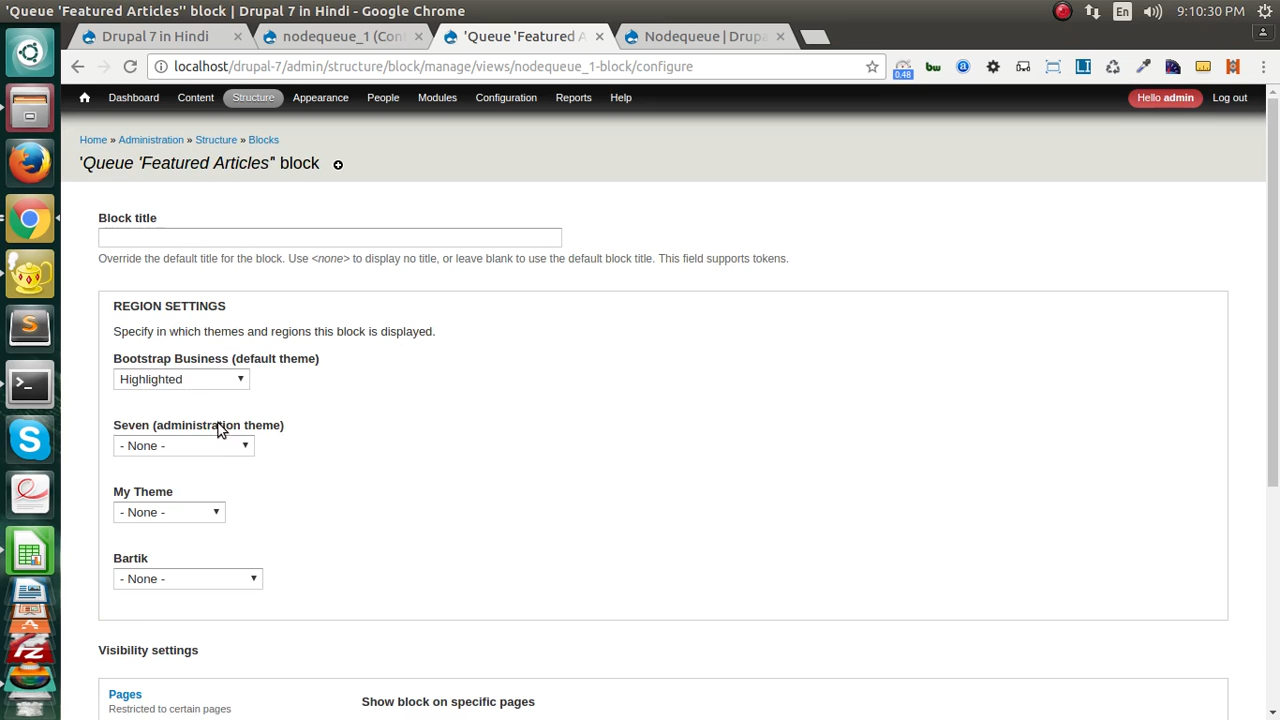 'Queue 'Featured Articles'' block | Drupal 7 in Hindi - Google Chrome
En
9:10:30 PM
Drupal 7 in Hindi
nodequeue_1 (Con
'Queue 'Featured A
Nodequeue | Drupa
localhost/drupal-7/admin/structure/block/manage/views/nodequeue_1-block/configure
0.48
Dashboard Content Structure Appearance People Modules Configuration Reports Help
Hello admin
Log out
Home » Administration » Structure » Blocks
'Queue 'Featured Articles'' block
Block title
Override the default title for the block. Use <none> to display no title, or leave blank to use the default block title. This field supports tokens.
REGION SETTINGS
Specify in which themes and regions this block is displayed.
Bootstrap Business (default theme)
Highlighted
Seven (administration theme)
- None -
My Theme
- None -
Bartik
- None -
Visibility settings
Pages
Restricted to certain pages
Show block on specific pages